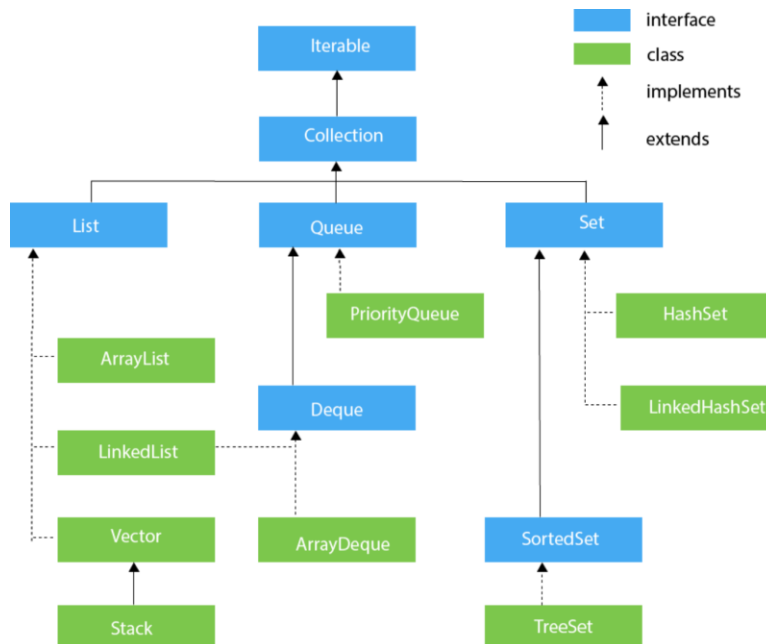 interface
Iterable
class
implements
Collection
extends
List
Queue
Set
PriorityQueue
HashSet
ArrayList
Deque
LinkedHashSet
LinkedList
Vector
ArrayDeque
SortedSet
Stack
TreeSet